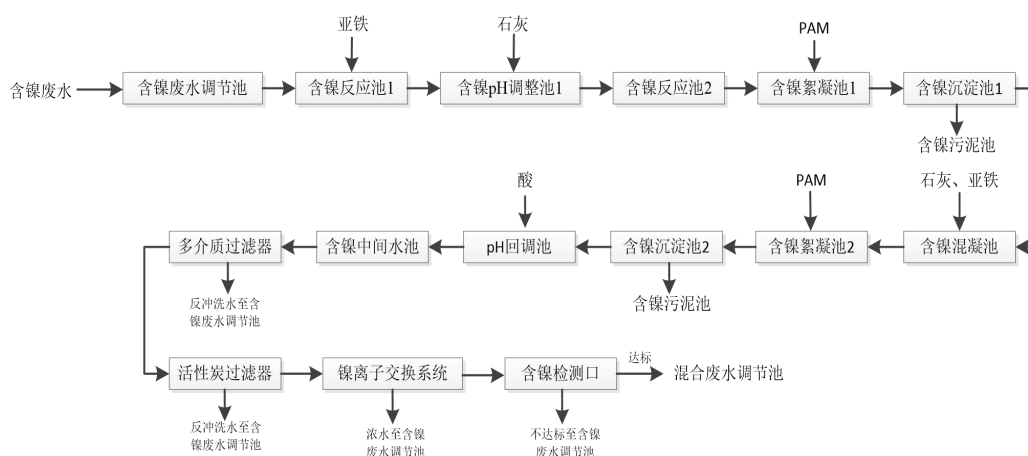 亚铁
石灰
PAM
含镍废水
含镍废水调节池
含镍反应池1
含镍pH调整池1
含镍反应池2
含镍絮凝池1
含镍沉淀池1
含镍污泥池
酸
PAM
石灰、亚铁
多介质过滤器
含镍中间水池
pH回调池
含镍沉淀池2
含镍絮凝池2
含镍混凝池
反冲洗水至含
镍废水调节池
含镍污泥池
活性炭过滤器
镍离子交换系统
含镍检测口
达标
混合废水调节池
反冲洗水至含
镍废水调节池
浓水至含镍
废水调节池
不达标至含镍
废水调节池